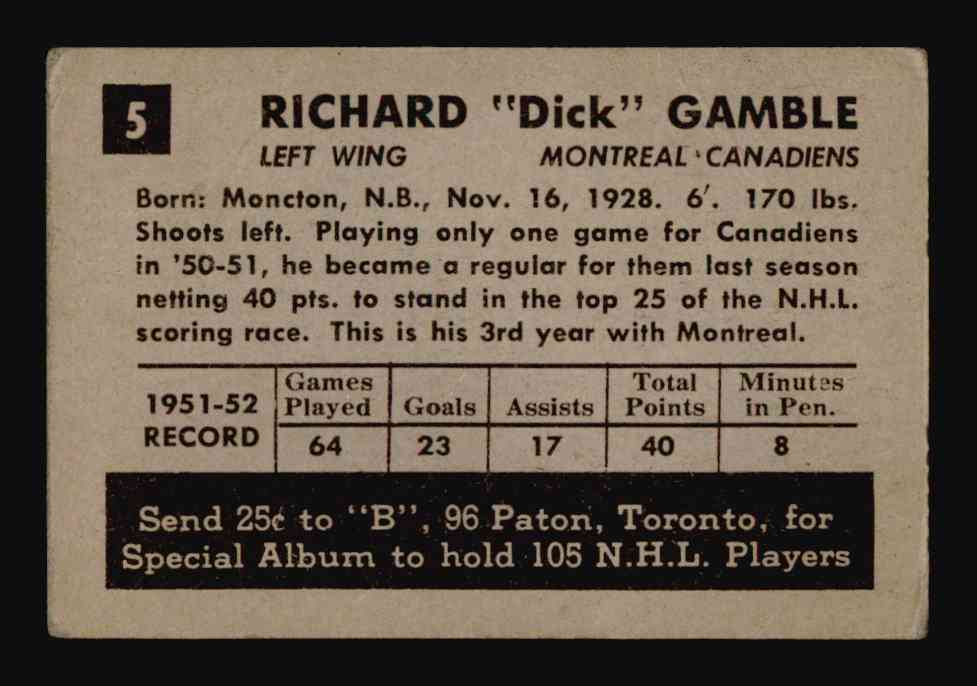 5
RICHARD "Dick" GAMBLE
LEFT WING MONTREAL CANADIENS
Born: Moncton, N.B., Nov. 16, 1928. 6'. 170 lbs.
Shoots left. Playing only one game for Canadiens
in '50-51, he became a regular for them last season
netting 40 pts. to stand in the top 25 of the N.H.L.
scoring race. This is his 3rd year with Montreal.
1951-52 RECORD
Games Played Goals Assists Total Points Minutes in Pen.
64 23 17 40 8
Send 25¢ to "B", 96 Paton, Toronto, for
Special Album to hold 105 N.H.L. Players